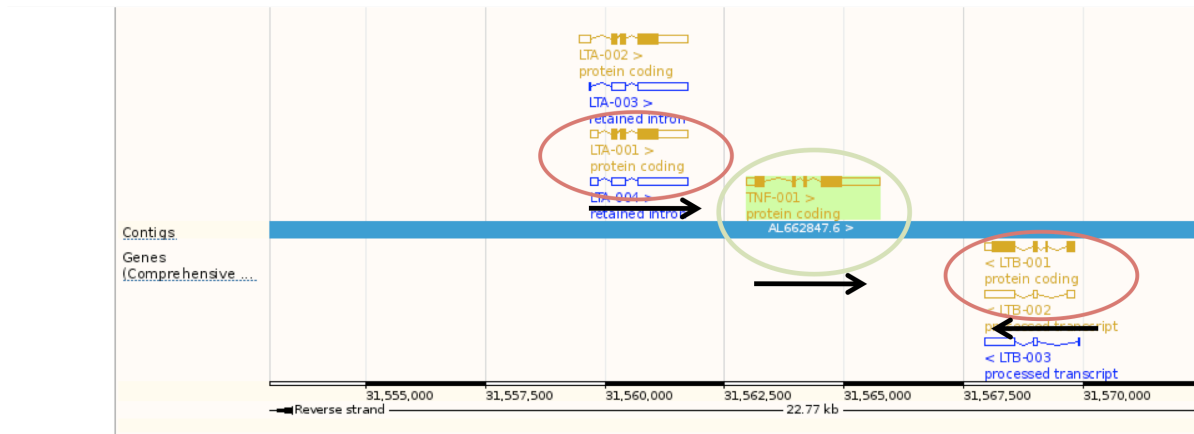 LTA-002 >
protein coding
LTA-003 >
retained intron
LTA-001 >
protein coding
LTA-004 >
retained intron
TNF-001 >
protein coding
AL662847.6 >
Contigs
Genes
(Comprehensive ...
< LTB-001
protein coding
< LTB-002
processed transcript
< LTB-003
processed transcript
31,555,000 31,557,500 31,560,000 31,562,500 31,565,000 31,567,500 31,570,000
Reverse strand 22.77 kb